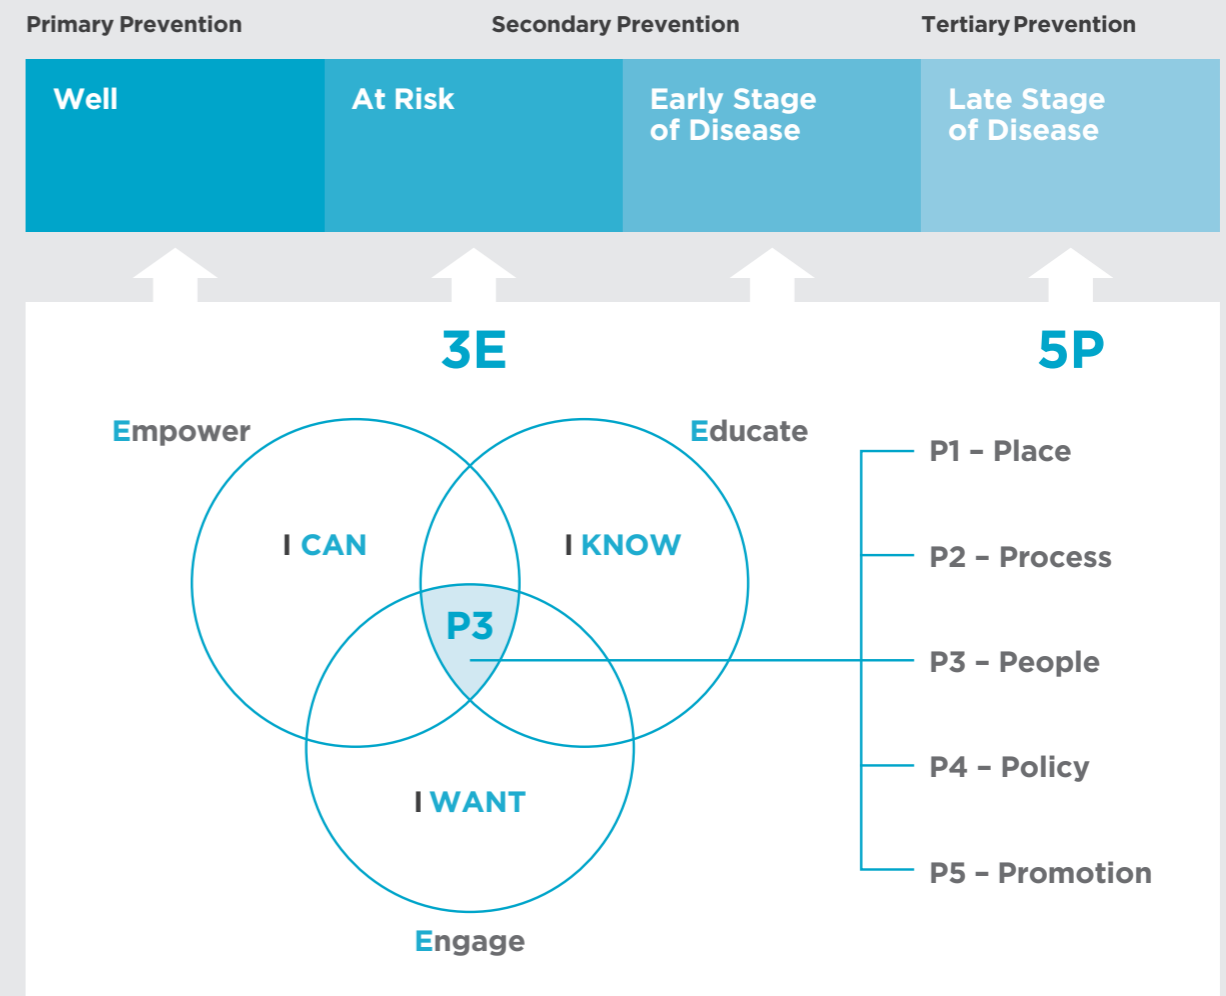 Primary Prevention
Secondary Prevention
Tertiary Prevention
Well
At Risk
Early Stage
of Disease
Late Stage
of Disease
3E
5P
Empower
Educate
I CAN
I KNOW
P3
I WANT
Engage
P1 – Place
P2 – Process
P3 – People
P4 – Policy
P5 – Promotion